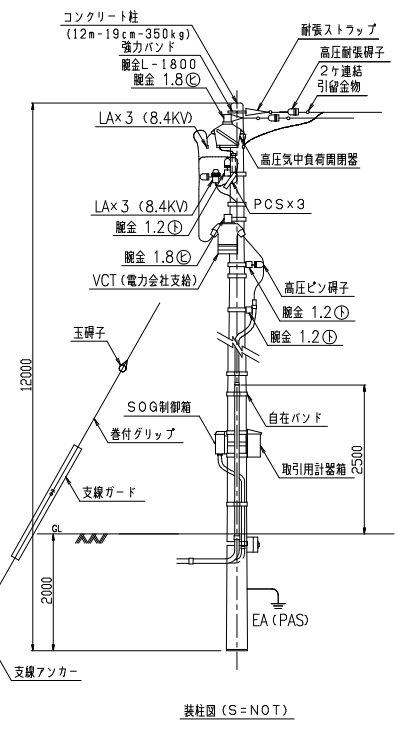 コンクリート柱
(12m-19cm-350kg)
強力バンド
腕金L-1800
腕金 1.8㋪
耐張ストラップ
高圧耐張碍子
2ケ連結
引留金物
LA×3 (8.4KV)
高圧気中負荷開閉器
LA×3 (8.4KV)
PCS×3
腕金 1.2㋣
腕金 1.8㋪
VCT(電力会社支給)
高圧ピン碍子
腕金 1.2㋣
腕金 1.2㋣
玉碍子
12000
SOG制御箱
自在バンド
巻付グリップ
取引用計器箱
2500
支線ガード
GL
2000
EA(PAS)
支線アンカー
装柱図(S=NOT)